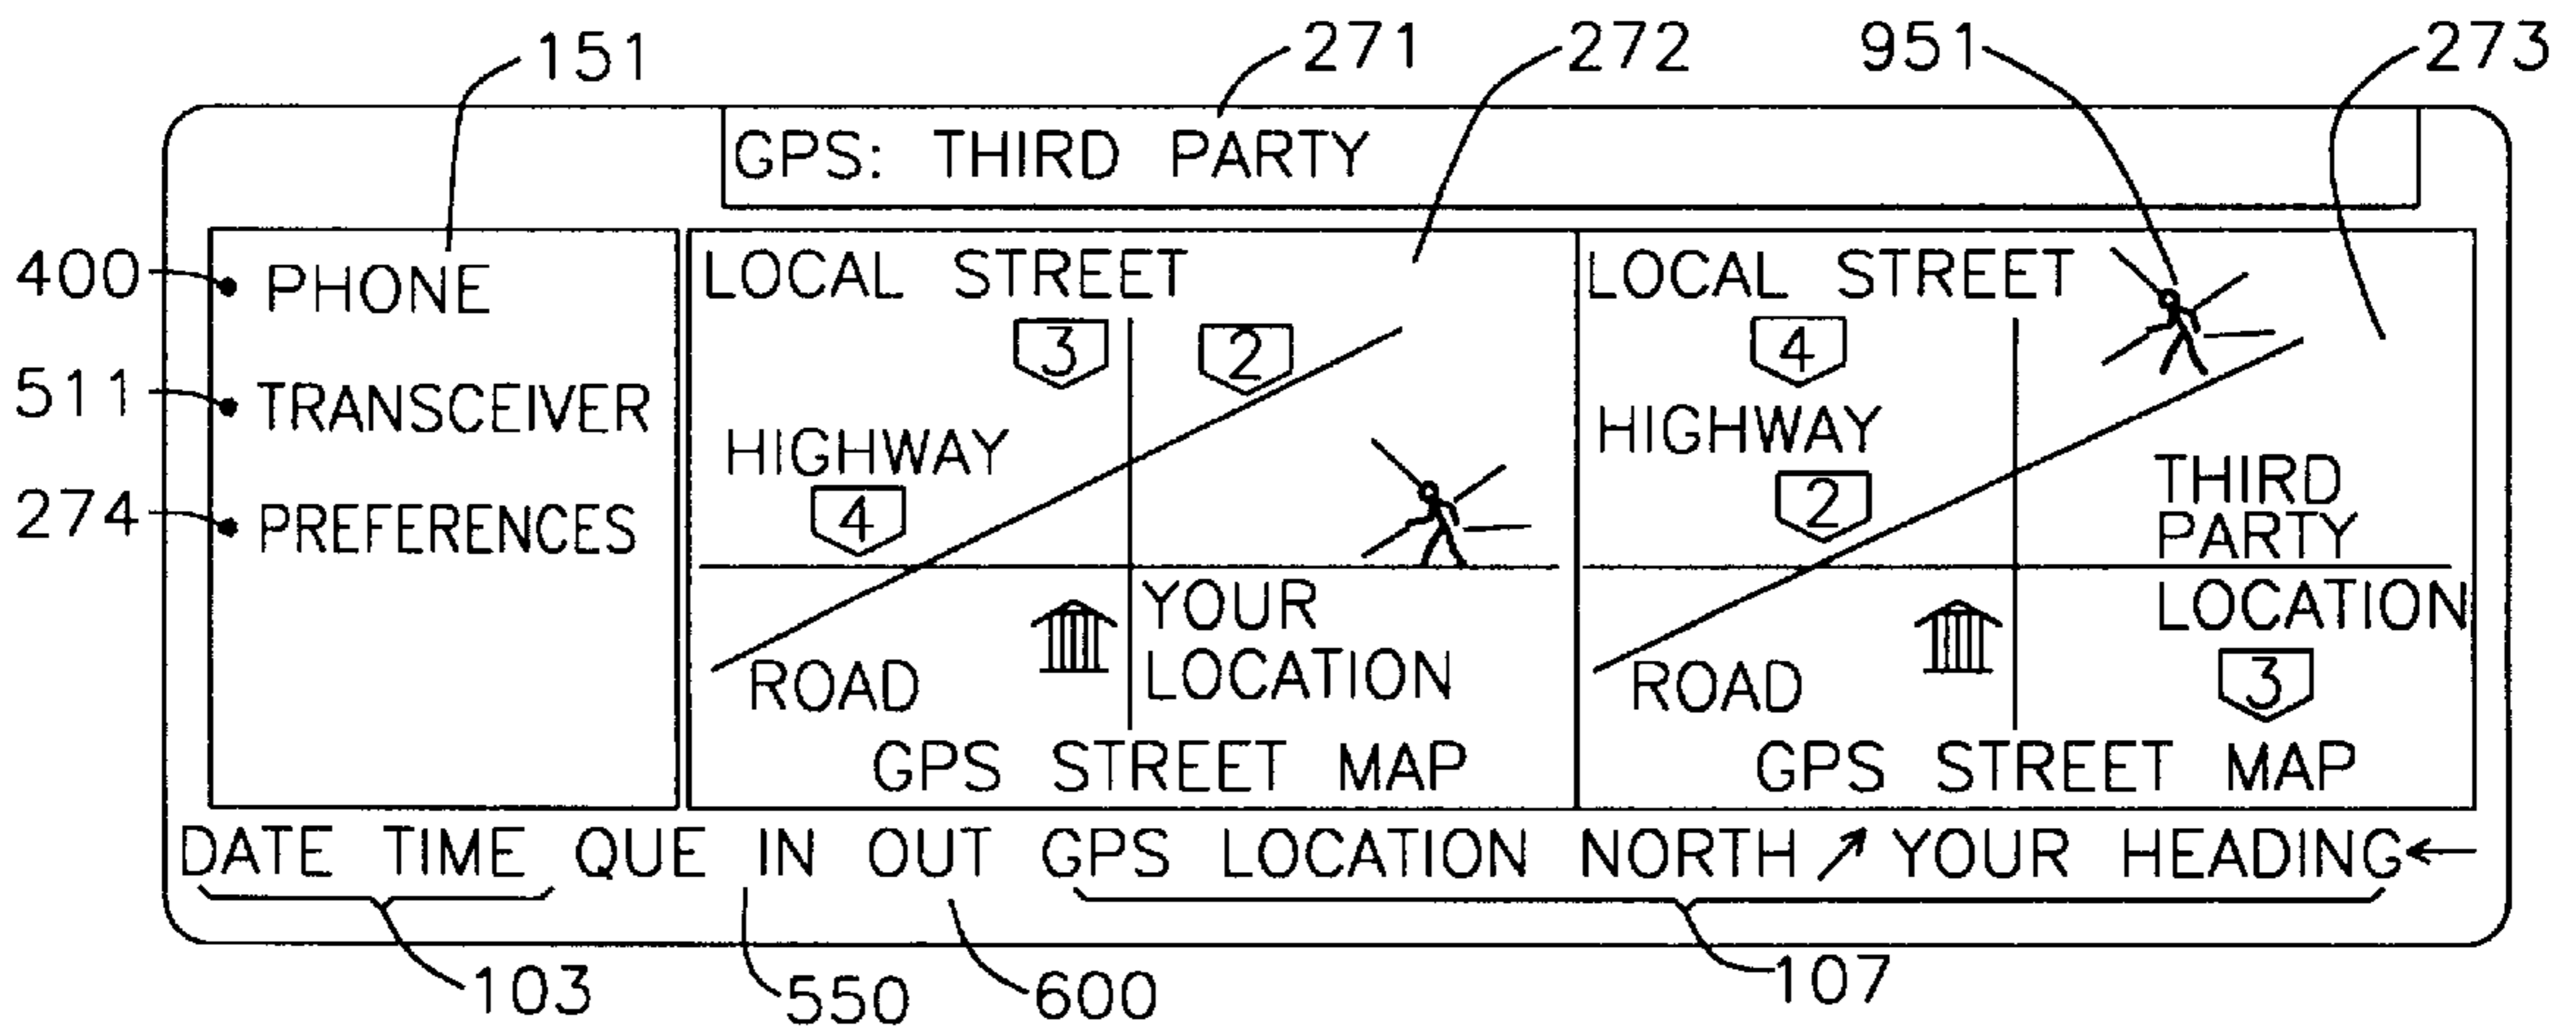 151
271
272
951
273
GPS: THIRD PARTY
400
PHONE
511
TRANSCEIVER
274
PREFERENCES
LOCAL STREET
3
2
HIGHWAY
4
YOUR
LOCATION
ROAD
GPS STREET MAP
LOCAL STREET
4
HIGHWAY
2
THIRD
PARTY
LOCATION
3
ROAD
GPS STREET MAP
DATE TIME QUE IN OUT GPS LOCATION NORTH ↗ YOUR HEADING ←
103
550
600
107